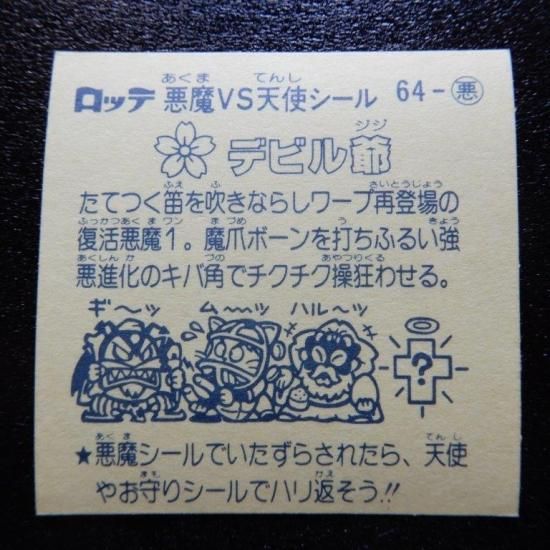 ロッテ 悪魔VS天使シール 64-悪
デビル爺
たてつく笛を吹きならしワープ再登場の
復活悪魔1。魔爪ボーンを打ちふるい強
悪進化のキバ角でチクチク操狂わせる。
ギ〜ッ ム〜ッ ハル〜ッ
?
★悪魔シールでいたずらされたら、天使
やお守りシールでハリ返そう!!